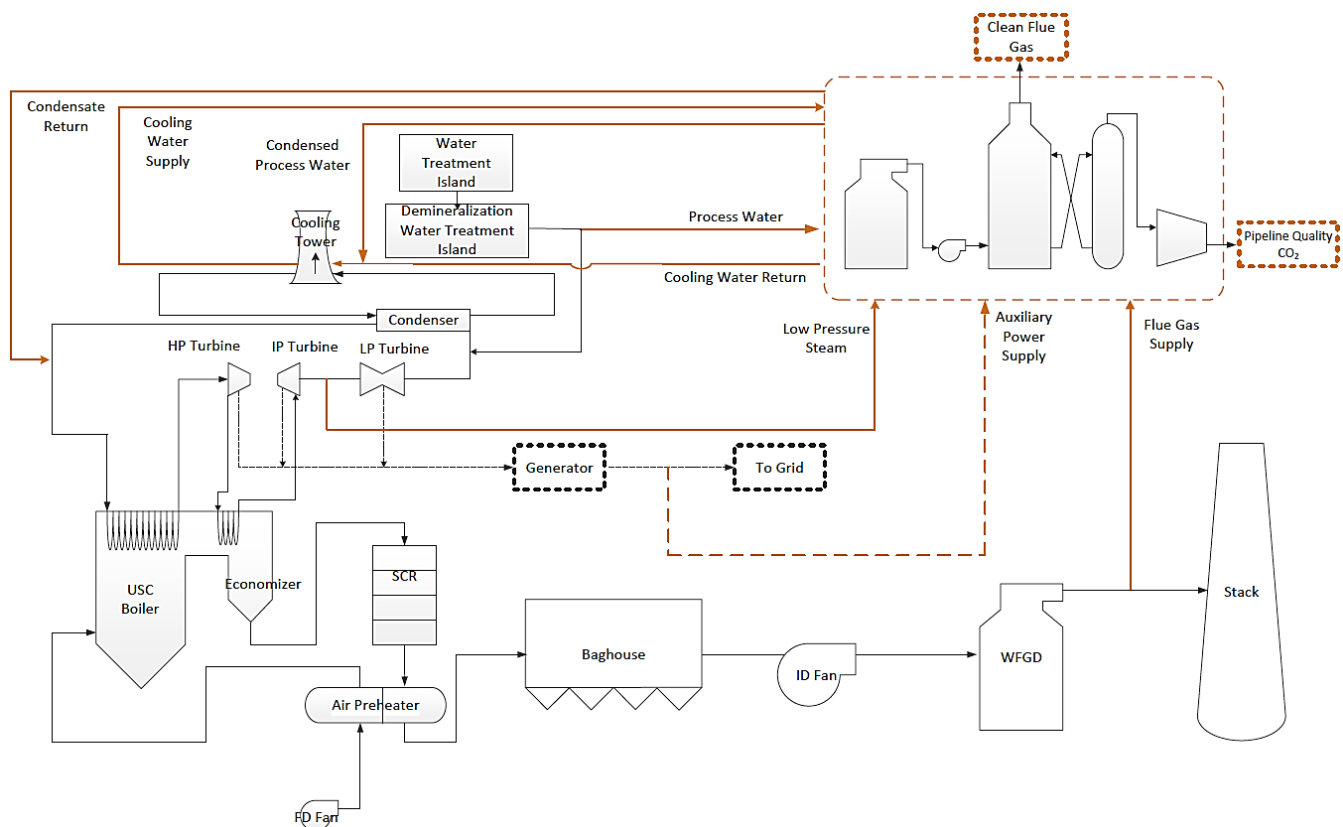 Clean Flue
Gas
Condensate
Return
Cooling
Water
Supply
Condensed
Process Water
Water
Treatment
Island
Demineralization
Water Treatment
Island
Process Water
Cooling
Tower
Pipeline Quality
CO₂
Cooling Water Return
Condenser
Low Pressure
Steam
Auxiliary
Power
Supply
Flue Gas
Supply
HP Turbine
IP Turbine
LP Turbine
Generator
To Grid
USC
Boiler
Economizer
SCR
Stack
Baghouse
ID Fan
WFGD
Air Preheater
FD Fan